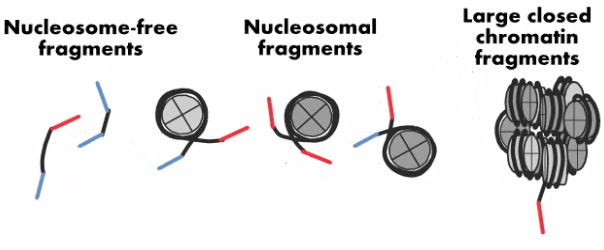 Nucleosome-free
fragments
Nucleosomal
fragments
Large closed
chromatin
fragments